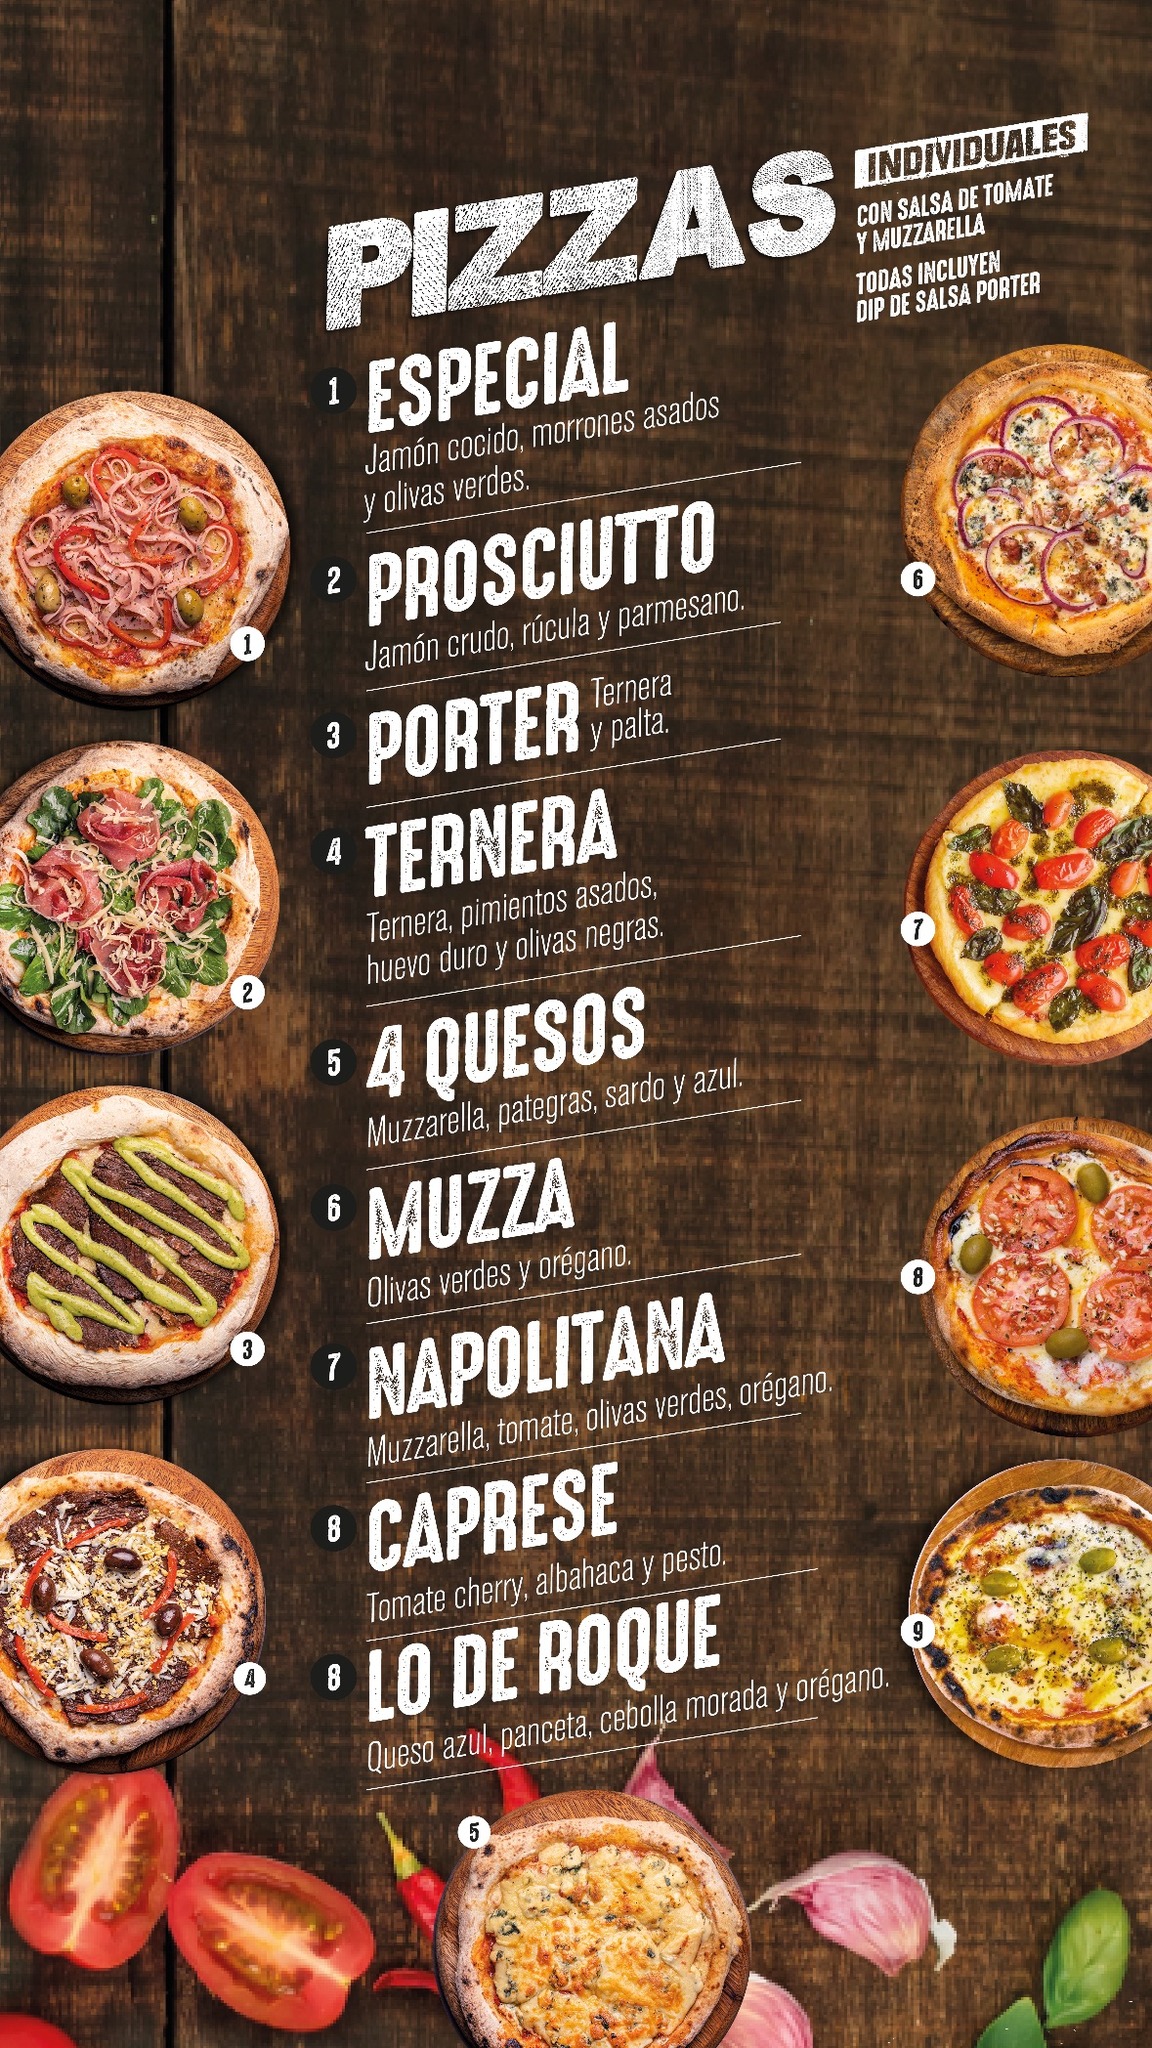 PIZZAS
INDIVIDUALES
CON SALSA DE TOMATE
Y MUZZARELLA
TODAS INCLUYEN
DIP DE SALSA PORTER
1 ESPECIAL
Jamón cocido, morrones asados
y olivas verdes.
2 PROSCIUTTO
Jamón crudo, rúcula y parmesano.
3 PORTER Ternera
y palta.
4 TERNERA
Ternera, pimientos asados,
huevo duro y olivas negras.
5 4 QUESOS
Muzzarella, pategras, sardo y azul.
6 MUZZA
Olivas verdes y orégano.
7 NAPOLITANA
Muzzarella, tomate, olivas verdes, orégano.
8 CAPRESE
Tomate cherry, albahaca y pesto.
8 LO DE ROQUE
Queso azul, panceta, cebolla morada y orégano.
1
2
3
4
5
6
7
8
9